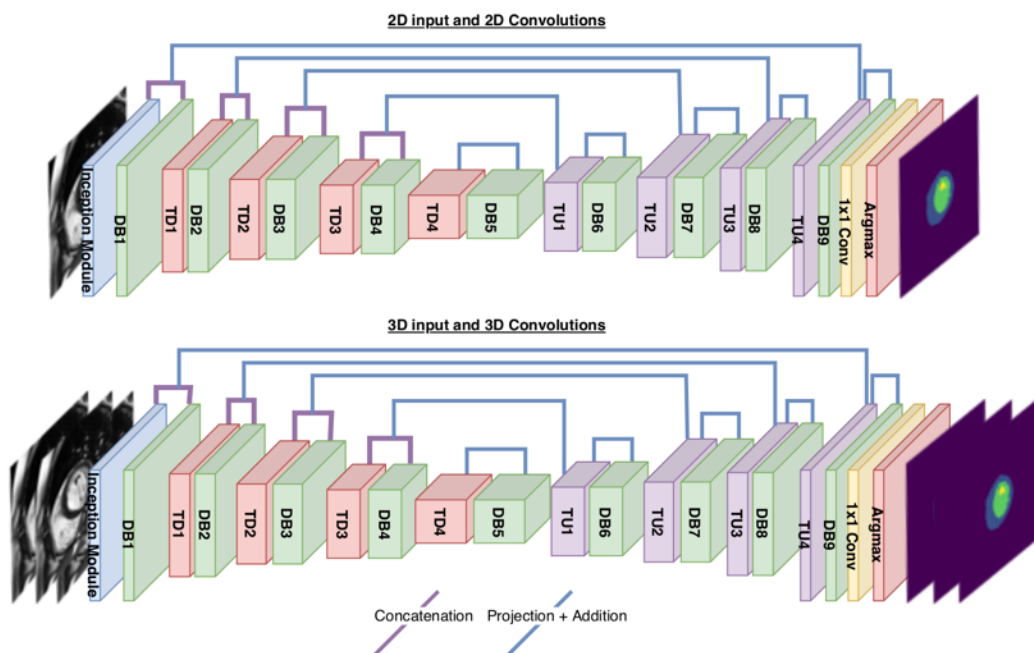 2D input and 2D Convolutions
Inception Module
DB1
TD1
DB2
TD2
DB3
TD3
DB4
TD4
DB5
TU1
DB6
TU2
DB7
TU3
DB8
TU4
DB9
1x1 Conv
Argmax
3D input and 3D Convolutions
Inception Module
DB1
TD1
DB2
TD2
DB3
TD3
DB4
TD4
DB5
TU1
DB6
TU2
DB7
TU3
DB8
TU4
DB9
1x1 Conv
Argmax
Concatenation
Projection + Addition